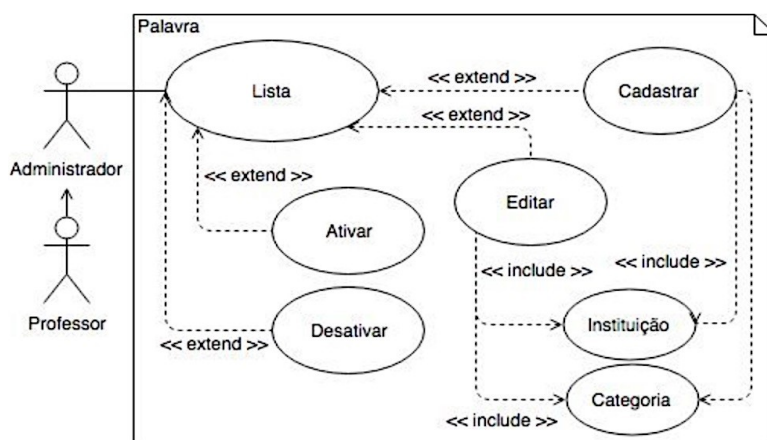 Palavra
Lista
<< extend >>
Cadastrar
<< extend >>
Administrador
<< extend >>
Editar
Ativar
<< include >>
<< include >>
Professor
Desativar
Instituição
<< extend >>
Categoria
<< include >>